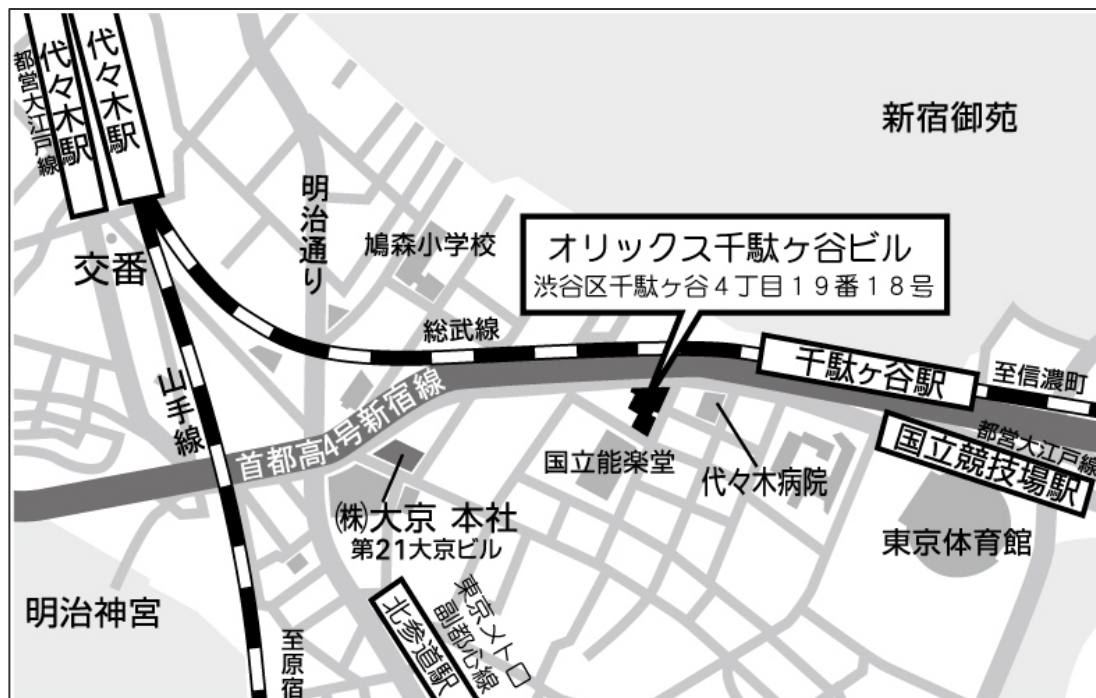 代々木駅
都営大江戸線
代々木駅
新宿御苑
明治通り
鳩森小学校
オリックス千駄ヶ谷ビル
渋谷区千駄ヶ谷4丁目19番18号
交番
総武線
千駄ヶ谷駅
至信濃町
山手線
首都高4号新宿線
国立能楽堂
代々木病院
都営大江戸線
国立競技場駅
㈱大京 本社
第21大京ビル
東京体育館
明治神宮
至原宿
北参道駅
東京メトロ
副都心線